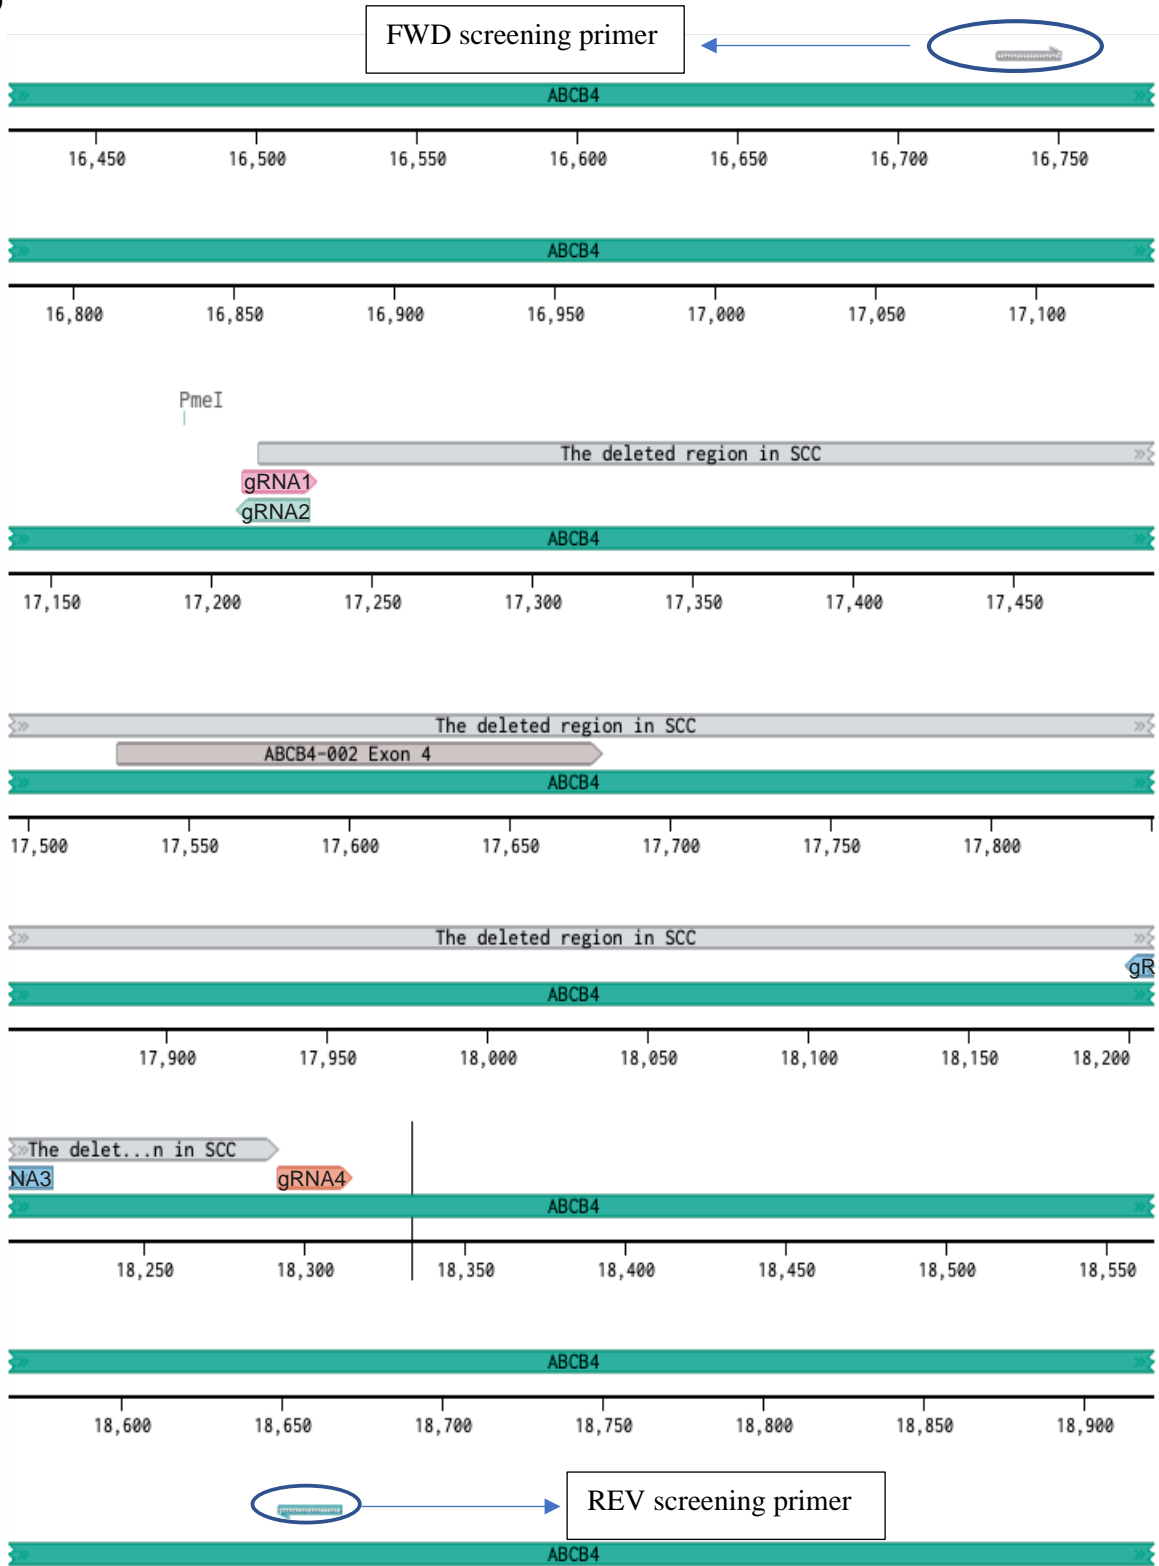 )
FWD screening primer
ABCB4
16,450 16,500 16,550 16,600 16,650 16,700 16,750
ABCB4
16,800 16,850 16,900 16,950 17,000 17,050 17,100
PmeI
The deleted region in SCC
gRNA1
gRNA2
ABCB4
17,150 17,200 17,250 17,300 17,350 17,400 17,450
The deleted region in SCC
ABCB4-002 Exon 4
ABCB4
17,500 17,550 17,600 17,650 17,700 17,750 17,800
The deleted region in SCC
gR
ABCB4
17,900 17,950 18,000 18,050 18,100 18,150 18,200
The delet...n in SCC
NA3 gRNA4
ABCB4
18,250 18,300 18,350 18,400 18,450 18,500 18,550
ABCB4
18,600 18,650 18,700 18,750 18,800 18,850 18,900
REV screening primer
ABCB4